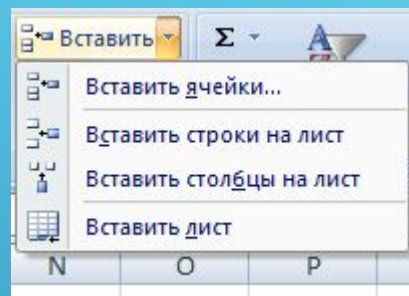 Вставить Σ А
Вставить ячейки...
Вставить строки на лист
Вставить столбцы на лист
Вставить лист
N O P